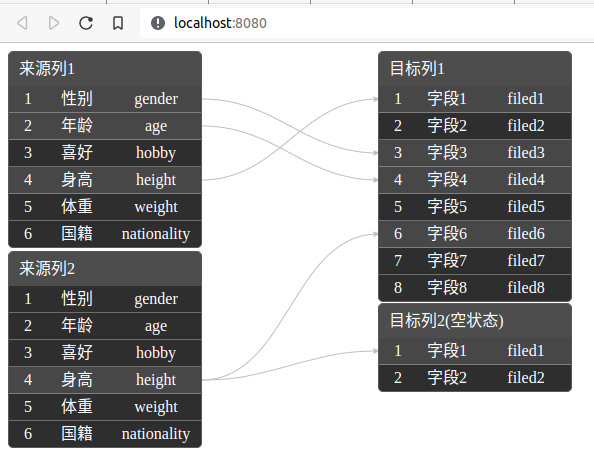 localhost:8080
来源列1
1 性别 gender
2 年龄 age
3 喜好 hobby
4 身高 height
5 体重 weight
6 国籍 nationality
来源列2
1 性别 gender
2 年龄 age
3 喜好 hobby
4 身高 height
5 体重 weight
6 国籍 nationality
目标列1
1 字段1 filed1
2 字段2 filed2
3 字段3 filed3
4 字段4 filed4
5 字段5 filed5
6 字段6 filed6
7 字段7 filed7
8 字段8 filed8
目标列2(空状态)
1 字段1 filed1
2 字段2 filed2